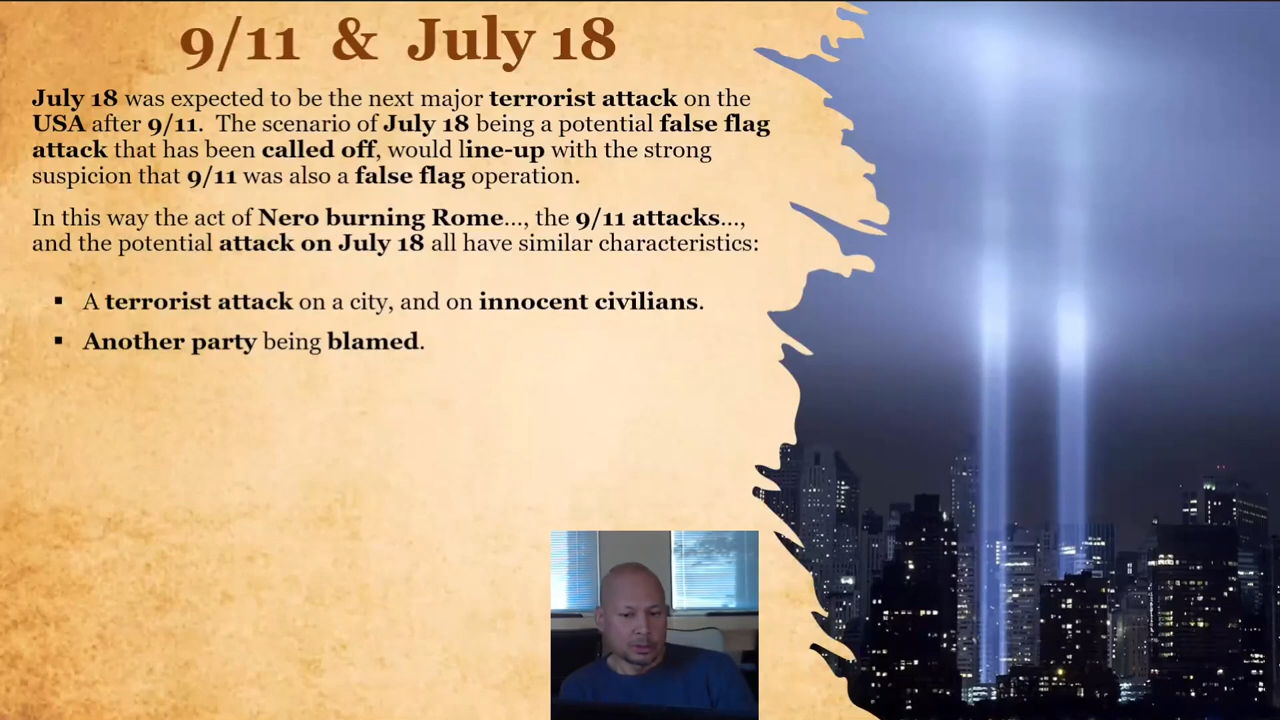 9/11 & July 18
July 18 was expected to be the next major terrorist attack on the
USA after 9/11. The scenario of July 18 being a potential false flag
attack that has been called off, would line-up with the strong
suspicion that 9/11 was also a false flag operation.
In this way the act of Nero burning Rome..., the 9/11 attacks...,
and the potential attack on July 18 all have similar characteristics:
▪ A terrorist attack on a city, and on innocent civilians.
▪ Another party being blamed.